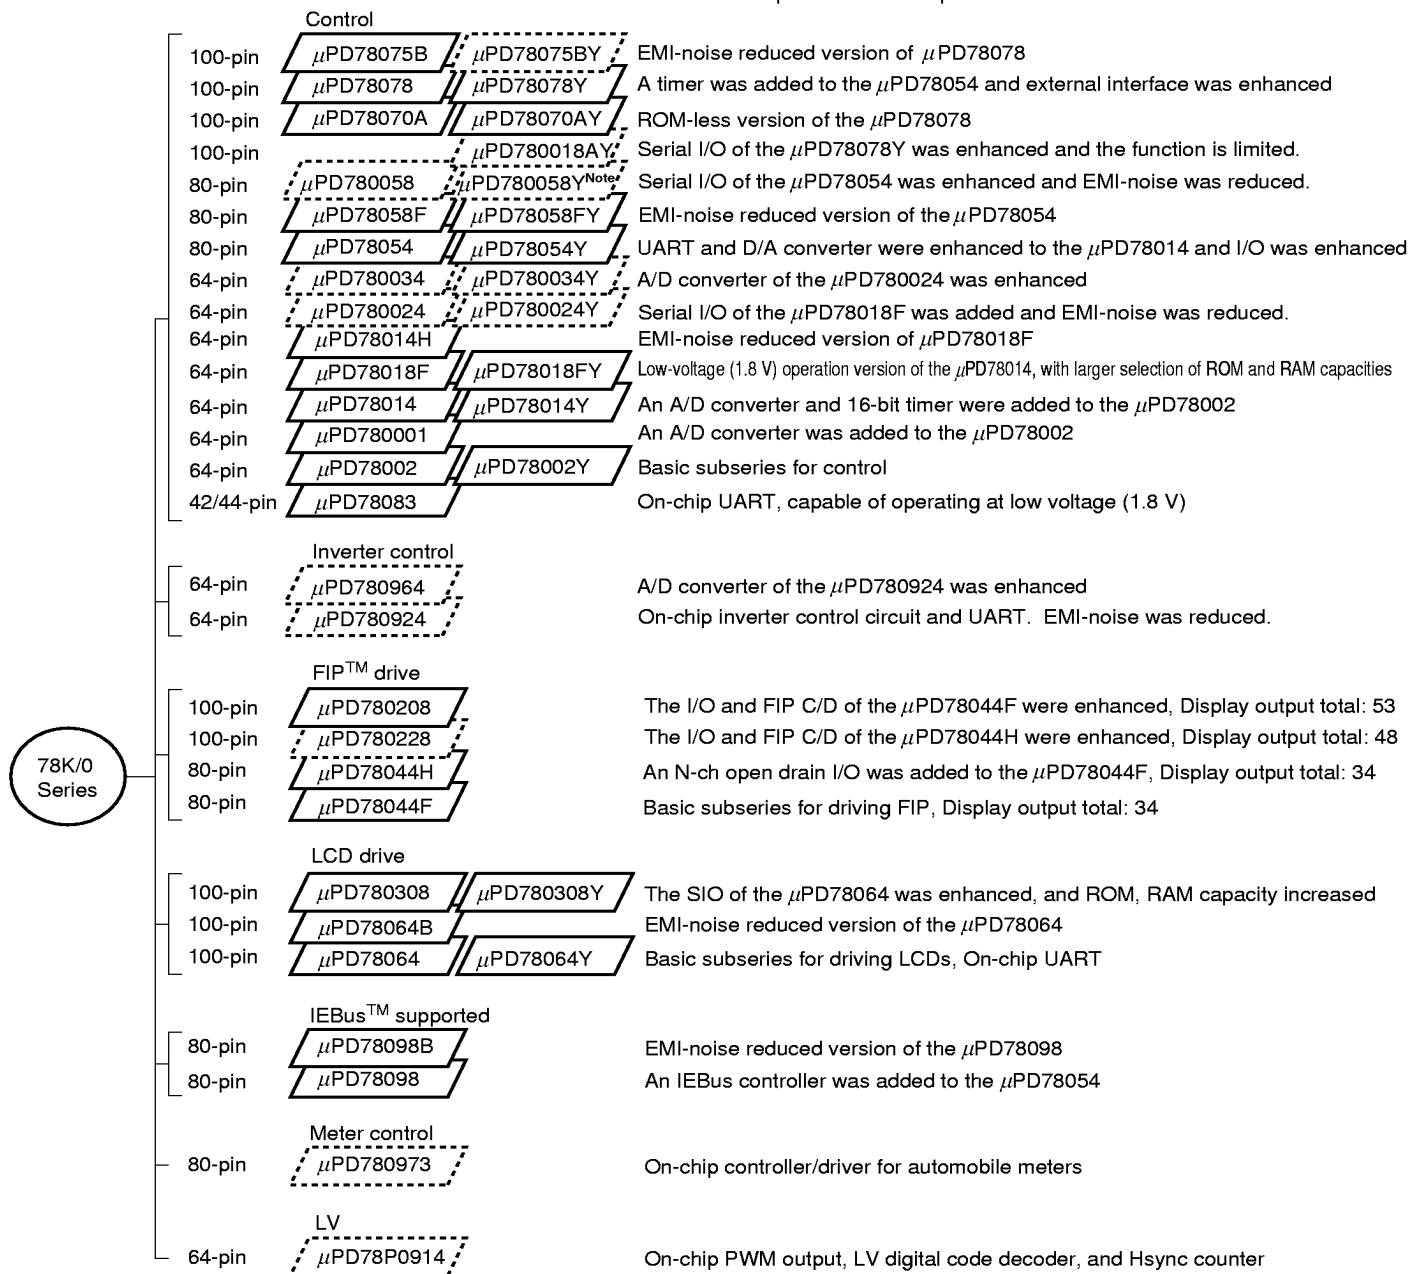 Control
100-pin μPD78075B μPD78075BY EMI-noise reduced version of μPD78078
100-pin μPD78078 μPD78078Y A timer was added to the μPD78054 and external interface was enhanced
100-pin μPD78070A μPD78070AY ROM-less version of the μPD78078
100-pin μPD780018AY Serial I/O of the μPD78078Y was enhanced and the function is limited.
80-pin μPD780058 μPD780058Y Note Serial I/O of the μPD78054 was enhanced and EMI-noise was reduced.
80-pin μPD78058F μPD78058FY EMI-noise reduced version of the μPD78054
80-pin μPD78054 μPD78054Y UART and D/A converter were enhanced to the μPD78014 and I/O was enhanced
64-pin μPD780034 μPD780034Y A/D converter of the μPD780024 was enhanced
64-pin μPD780024 μPD780024Y Serial I/O of the μPD78018F was added and EMI-noise was reduced.
64-pin μPD78014H EMI-noise reduced version of μPD78018F
64-pin μPD78018F μPD78018FY Low-voltage (1.8 V) operation version of the μPD78014, with larger selection of ROM and RAM capacities
64-pin μPD78014 μPD78014Y An A/D converter and 16-bit timer were added to the μPD78002
64-pin μPD780001 An A/D converter was added to the μPD78002
64-pin μPD78002 μPD78002Y Basic subseries for control
42/44-pin μPD78083 On-chip UART, capable of operating at low voltage (1.8 V)
Inverter control
64-pin μPD780964 A/D converter of the μPD780924 was enhanced
64-pin μPD780924 On-chip inverter control circuit and UART. EMI-noise was reduced.
FIP™ drive
100-pin μPD780208 The I/O and FIP C/D of the μPD78044F were enhanced, Display output total: 53
100-pin μPD780228 The I/O and FIP C/D of the μPD78044H were enhanced, Display output total: 48
78K/0
Series
80-pin μPD78044H An N-ch open drain I/O was added to the μPD78044F, Display output total: 34
80-pin μPD78044F Basic subseries for driving FIP, Display output total: 34
LCD drive
100-pin μPD780308 μPD780308Y The SIO of the μPD78064 was enhanced, and ROM, RAM capacity increased
100-pin μPD78064B EMI-noise reduced version of the μPD78064
100-pin μPD78064 μPD78064Y Basic subseries for driving LCDs, On-chip UART
IEBus™ supported
80-pin μPD78098B EMI-noise reduced version of the μPD78098
80-pin μPD78098 An IEBus controller was added to the μPD78054
Meter control
80-pin μPD780973 On-chip controller/driver for automobile meters
LV
64-pin μPD78P0914 On-chip PWM output, LV digital code decoder, and Hsync counter